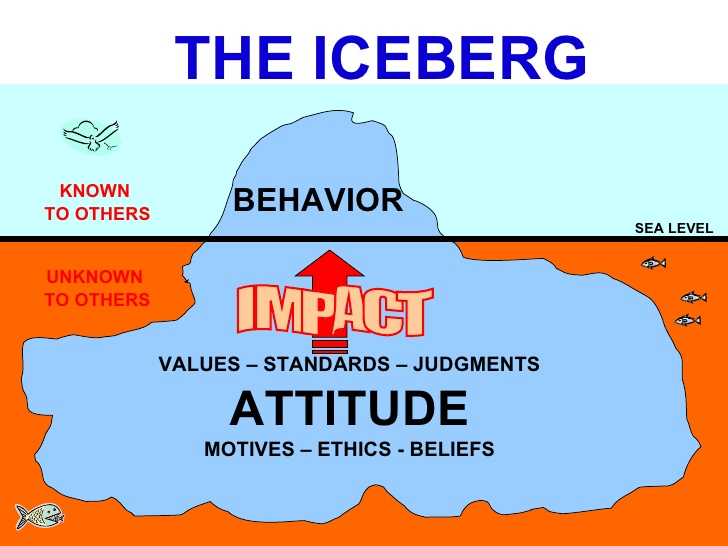 THE ICEBERG
KNOWN
TO OTHERS
BEHAVIOR
SEA LEVEL
UNKNOWN
TO OTHERS
IMPACT
VALUES – STANDARDS – JUDGMENTS
ATTITUDE
MOTIVES – ETHICS - BELIEFS